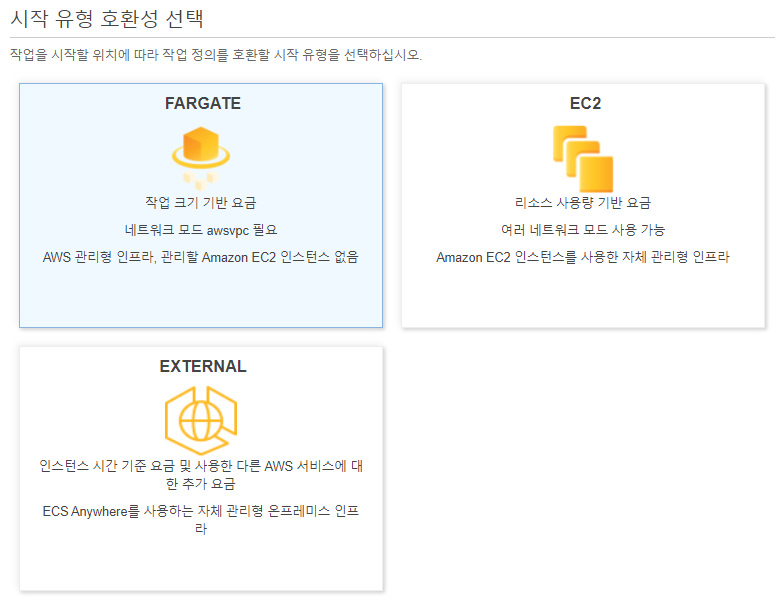 시작 유형 호환성 선택
작업을 시작할 위치에 따라 작업 정의를 호환할 시작 유형을 선택하십시오.
FARGATE
작업 크기 기반 요금
네트워크 모드 awsvpc 필요
AWS 관리형 인프라, 관리할 Amazon EC2 인스턴스 없음
EC2
리소스 사용량 기반 요금
여러 네트워크 모드 사용 가능
Amazon EC2 인스턴스를 사용한 자체 관리형 인프라
EXTERNAL
인스턴스 시간 기준 요금 및 사용한 다른 AWS 서비스에 대
한 추가 요금
ECS Anywhere를 사용하는 자체 관리형 온프레미스 인프
라